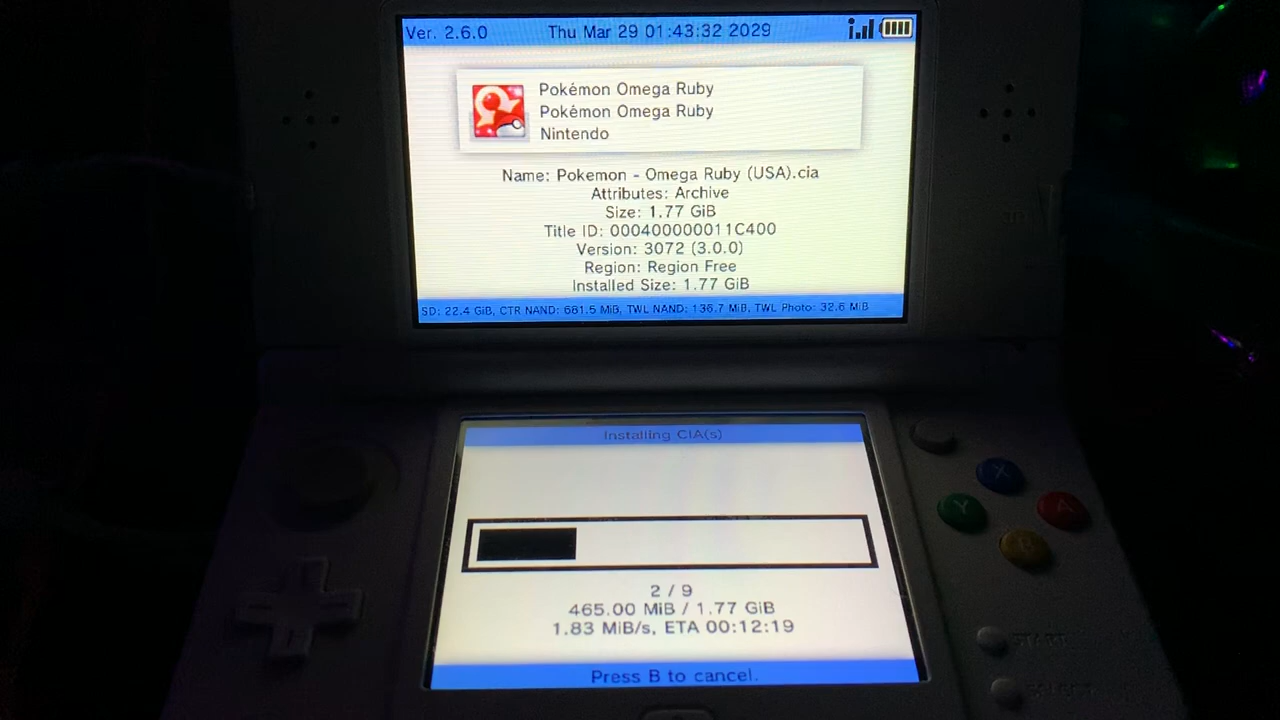 Ver. 2.6.0 Thu Mar 29 01:43:32 2029
Pokémon Omega Ruby
Pokémon Omega Ruby
Nintendo
Name: Pokemon - Omega Ruby (USA).cia
Attributes: Archive
Size: 1.77 GiB
Title ID: 000400000011C400
Version: 3072 (3.0.0)
Region: Region Free
Installed Size: 1.77 GiB
SD: 22.4 GiB, CTR NAND: 681.5 MiB, TWL NAND: 136.7 MiB, TWL Photo: 32.6 MiB
Installing CIA(s)
X
Y A
B
2 / 9
465.00 MiB / 1.77 GiB
1.83 MiB/s, ETA 00:12:19
START
Press B to cancel.
SELECT